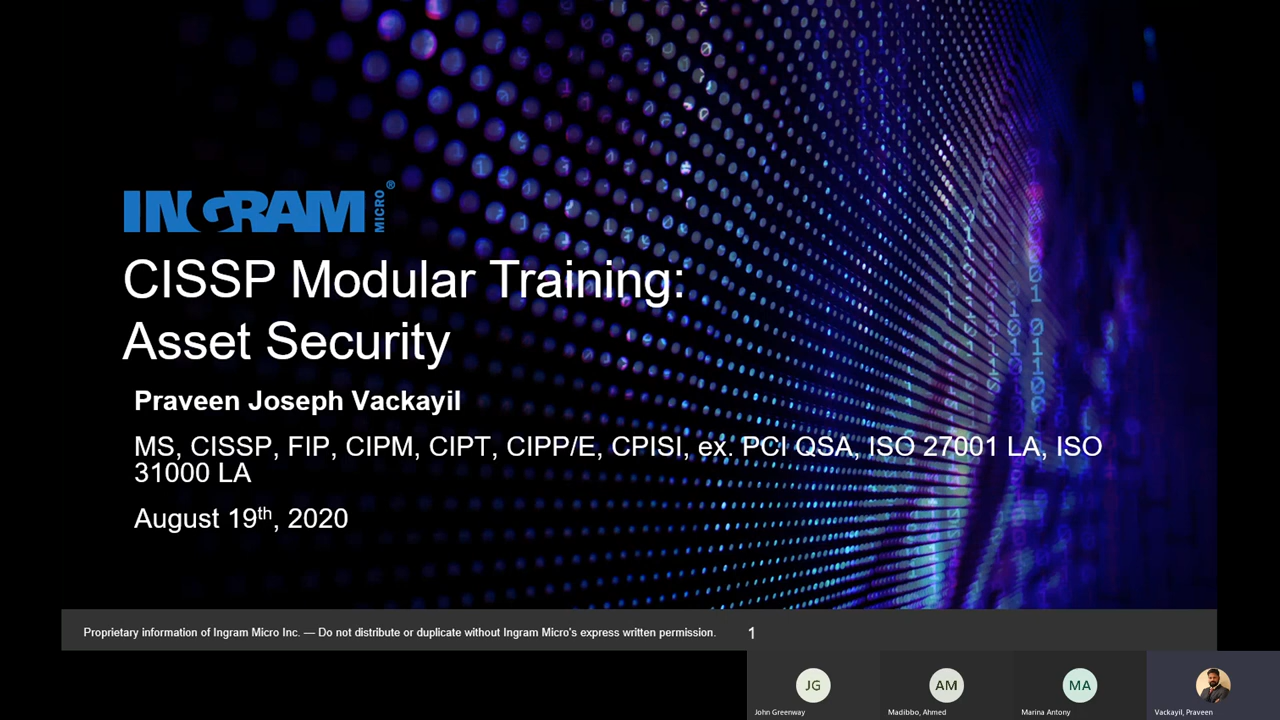 INGRAM MICRO®
CISSP Modular Training:
Asset Security
Praveen Joseph Vackayil
MS, CISSP, FIP, CIPM, CIPT, CIPP/E, CPISI, ex. PCI QSA, ISO 27001 LA, ISO
31000 LA
August 19th, 2020
Proprietary information of Ingram Micro Inc. — Do not distribute or duplicate without Ingram Micro's express written permission.
1
JG
AM
MA
John Greenway
Madibbo, Ahmed
Marina Antony
Vackayil, Praveen